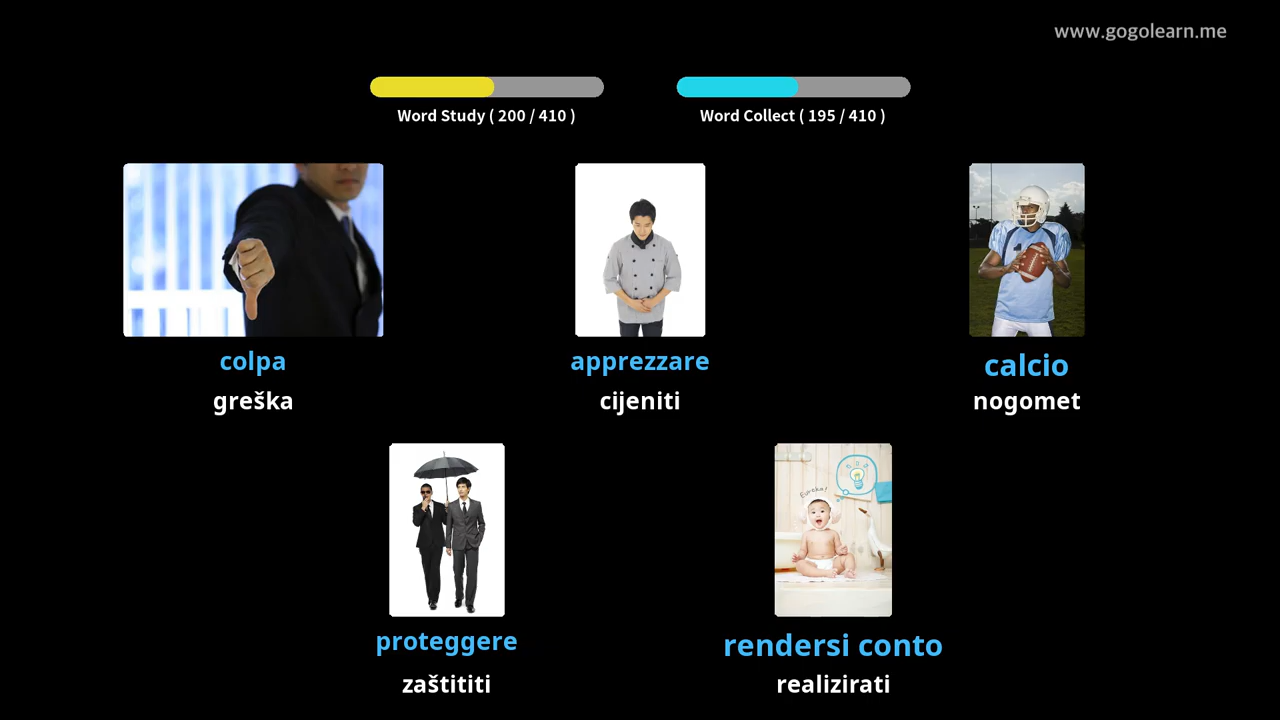 www.gogolearn.me
Word Study ( 200 / 410 )
Word Collect ( 195 / 410 )
colpa
greška
apprezzare
cijeniti
calcio
nogomet
Eureka!
proteggere
zaštititi
rendersi conto
realizirati